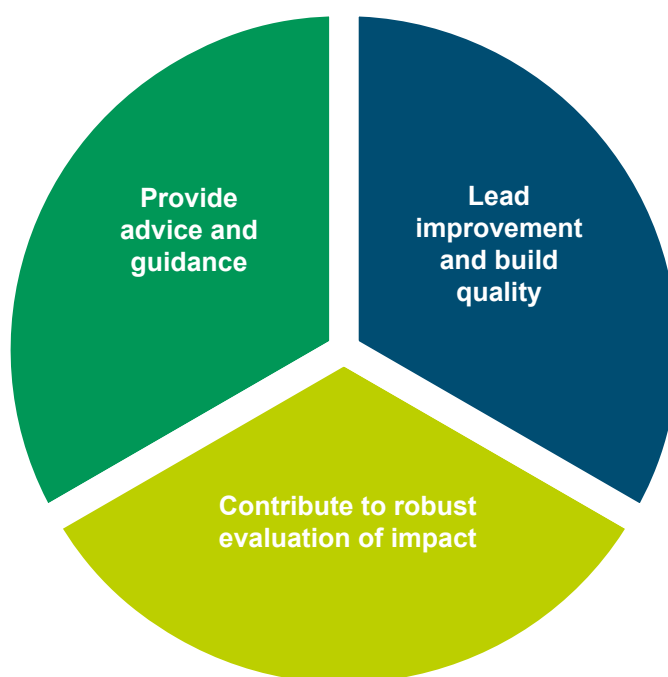 Provide
advice and
guidance
Lead
improvement
and build
quality
Contribute to robust
evaluation of impact